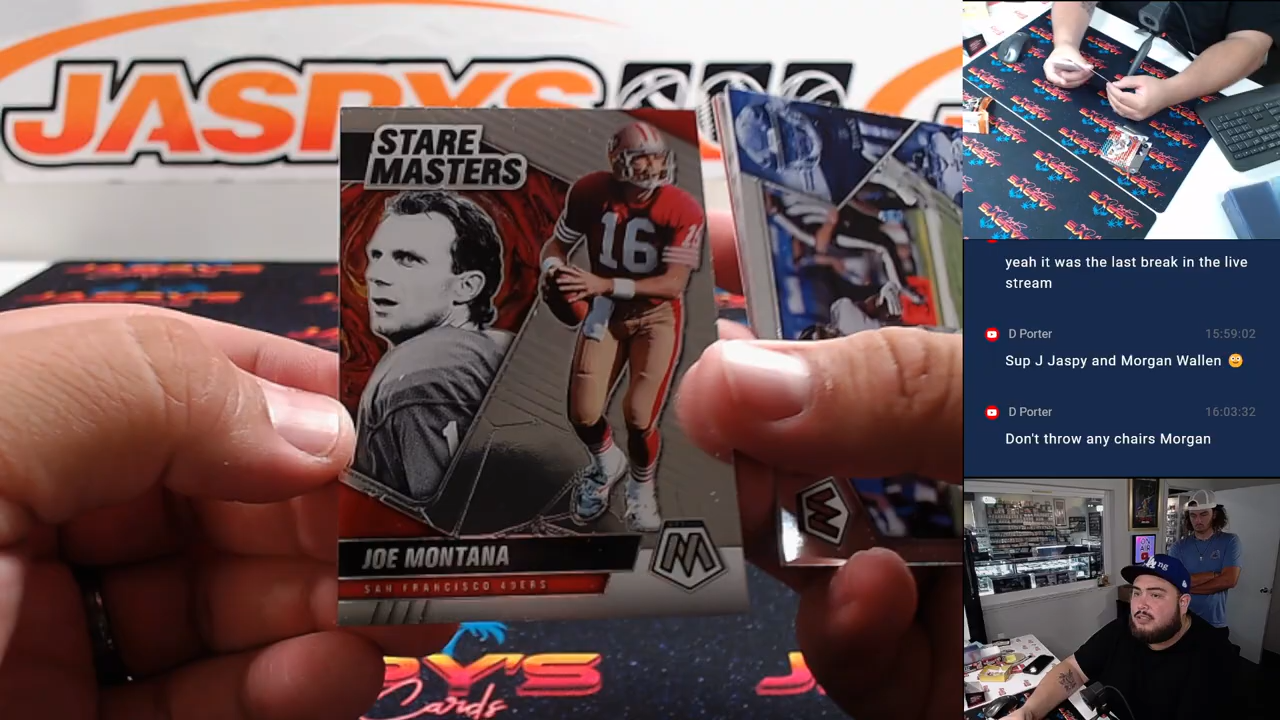 JASPYS
STARE
MASTERS
16
JOE MONTANA
SAN FRANCISCO 49ERS
M
M
PY'S
Cards
J
yeah it was the last break in the live
stream
D Porter 15:59:02
Sup J Jaspy and Morgan Wallen 😳
D Porter 16:03:32
Don't throw any chairs Morgan